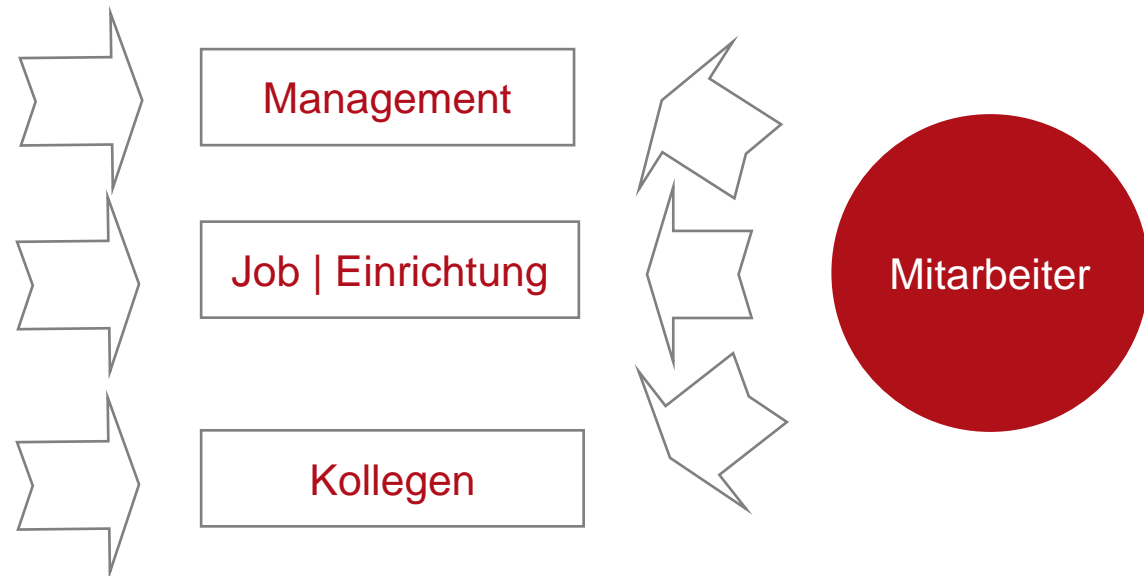 Management
Job | Einrichtung
Mitarbeiter
Kollegen